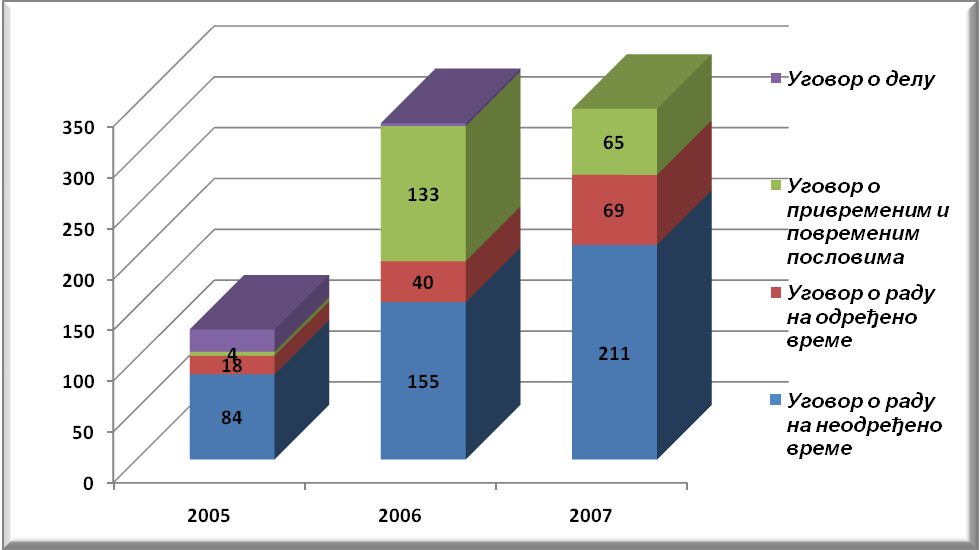 350
300
250
200
150
100
50
0
4
18
84
133
40
155
65
69
211
2005
2006
2007
Уговор о делу
Уговор о
привременим и
повременим
пословима
Уговор о раду
на одређено
време
Уговор о раду
на неодређено
време